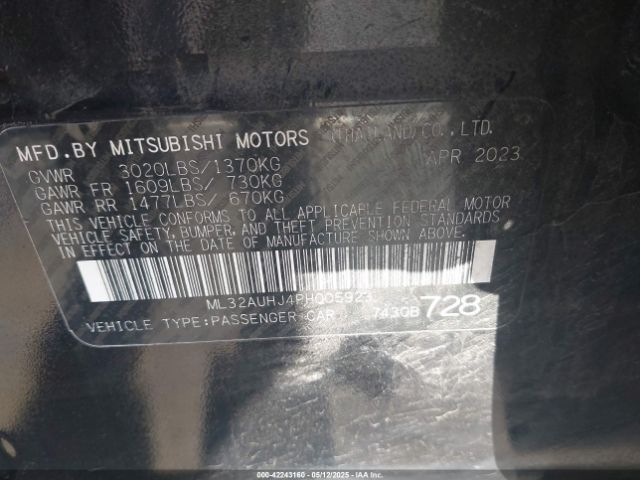 MFD.BY MITSUBISHI MOTORS (THAILAND) CO., LTD.
GVWR 3020LBS/1370KG APR 2023
GAWR FR 1609LBS/ 730KG
GAWR RR 1477LBS/ 670KG
THIS VEHICLE CONFORMS TO ALL APPLICABLE FEDERAL MOTOR
VEHICLE SAFETY, BUMPER, AND THEFT PREVENTION STANDARDS
IN EFFECT ON THE DATE OF MANUFACTURE SHOWN ABOVE.
ML32AUHJ4PH005923
VEHICLE TYPE:PASSENGER CAR 7430B 728
000-42243160 - 05/12/2025 - IAA Inc.